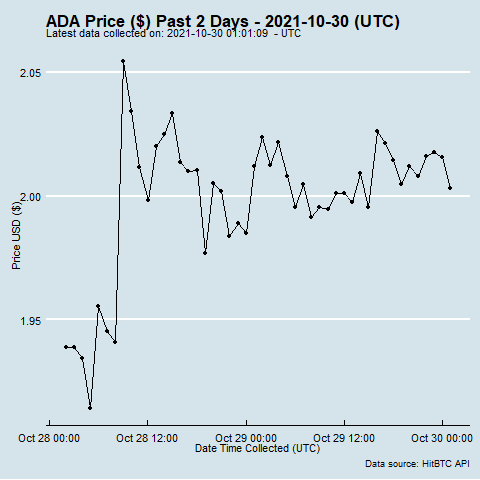 ADA Price ($) Past 2 Days - 2021-10-30 (UTC)
Latest data collected on: 2021-10-30 01:01:09 - UTC
2.05
2.00
1.95
Price USD ($)
Oct 28 00:00
Oct 28 12:00
Oct 29 00:00
Oct 29 12:00
Oct 30 00:00
Date Time Collected (UTC)
Data source: HitBTC API